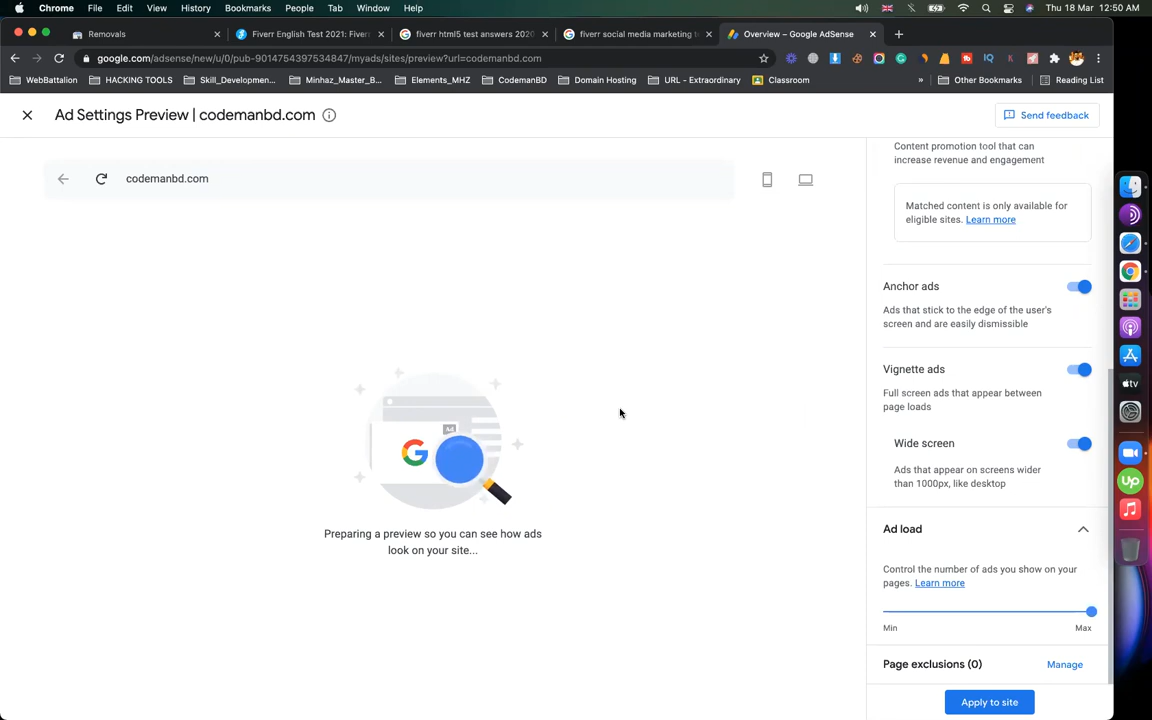 Chrome File Edit View History Bookmarks People Tab Window Help Thu 18 Mar 12:50 AM
Removals
Fiverr English Test 2021: Fiverr
fiverr html5 test answers 2020
fiverr social media marketing te
Overview – Google AdSense
google.com/adsense/new/u/0/pub-9014754397534847/myads/sites/preview?url=codemanbd.com
WebBattalion HACKING TOOLS Skill_Developmen... Minhaz_Master_B... Elements_MHZ CodemanBD Domain Hosting URL - Extraordinary Classroom » Other Bookmarks Reading List
Ad Settings Preview | codemanbd.com
Send feedback
codemanbd.com
Content promotion tool that can
increase revenue and engagement
Matched content is only available for
eligible sites. Learn more
Anchor ads
Ads that stick to the edge of the user's
screen and are easily dismissible
Vignette ads
Full screen ads that appear between
page loads
Wide screen
Ads that appear on screens wider
than 1000px, like desktop
Ad
G
Preparing a preview so you can see how ads
look on your site...
Ad load
Control the number of ads you show on your
pages. Learn more
Min Max
Page exclusions (0) Manage
Apply to site
tv
Up